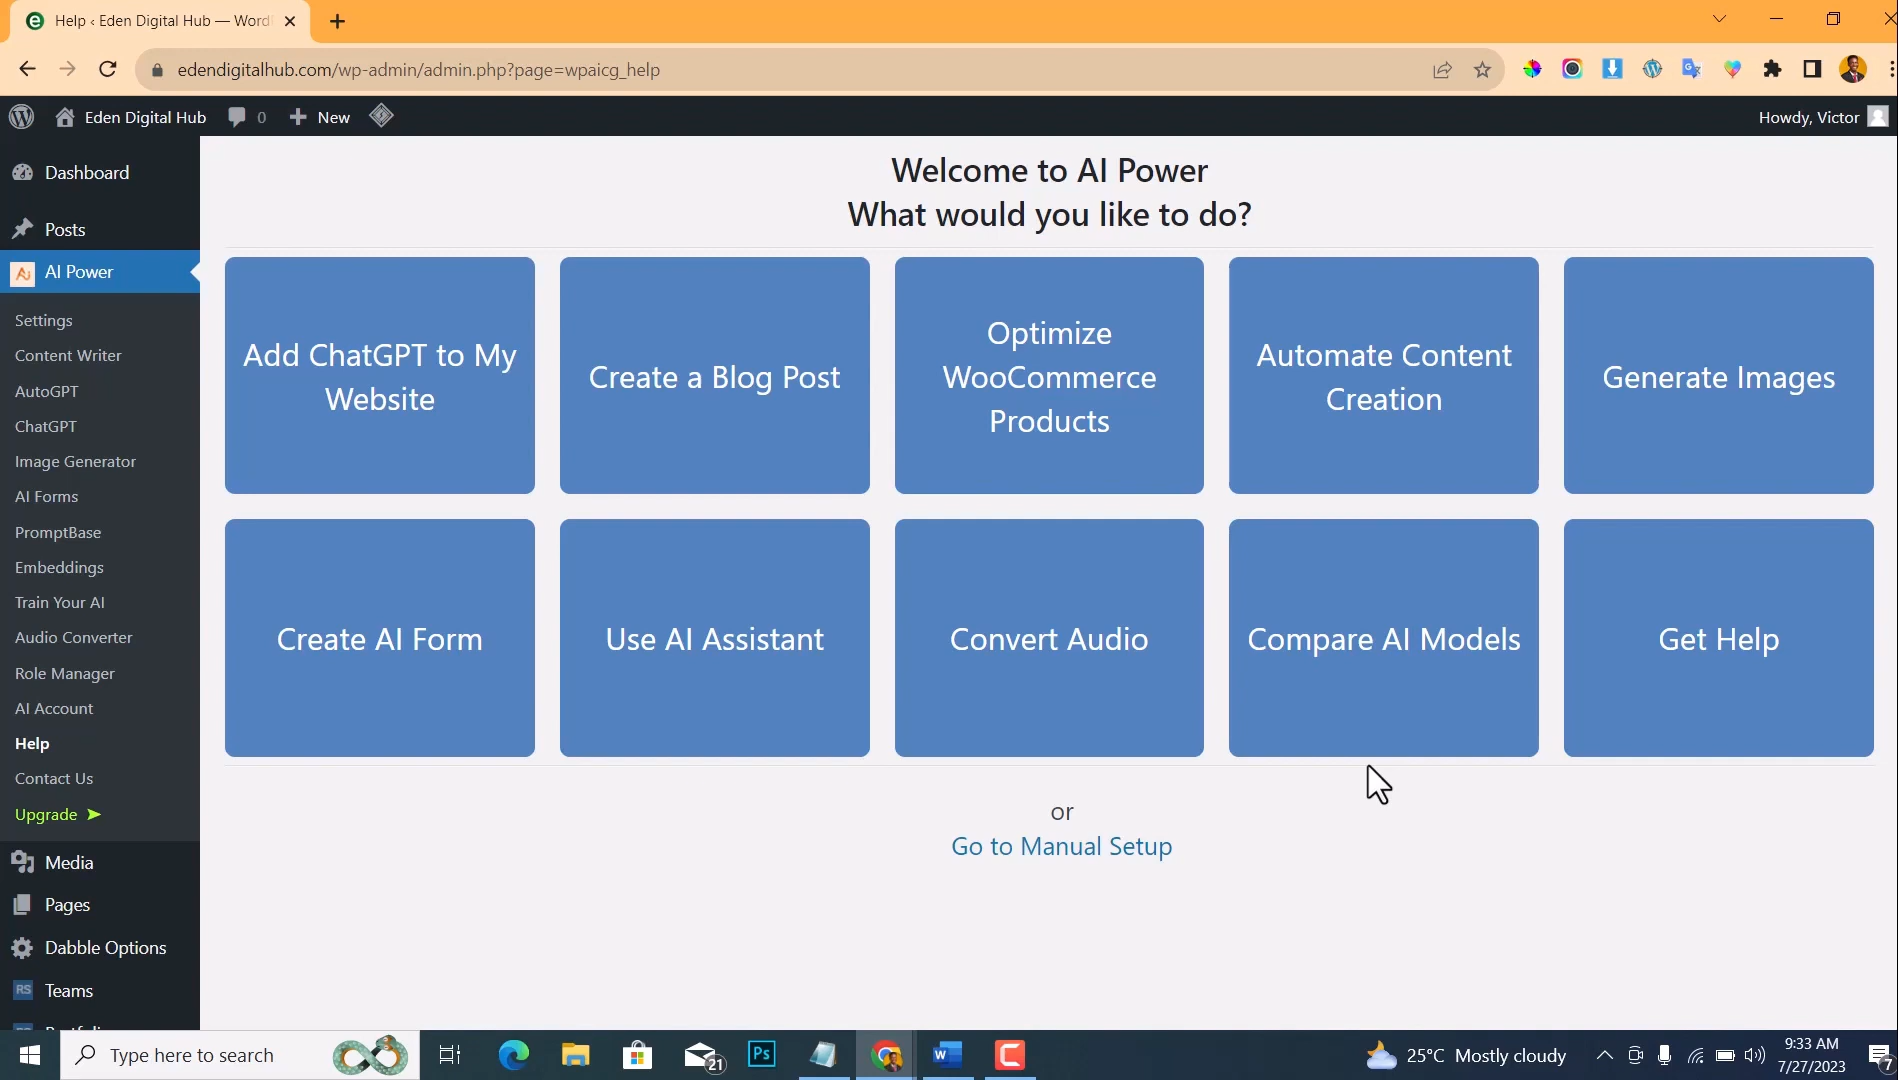 Help ‹ Eden Digital Hub — Word
edendigitalhub.com/wp-admin/admin.php?page=wpaicg_help
Eden Digital Hub
0
New
Howdy, Victor
Dashboard
Posts
AI Power
Settings
Content Writer
AutoGPT
ChatGPT
Image Generator
AI Forms
PromptBase
Embeddings
Train Your AI
Audio Converter
Role Manager
AI Account
Help
Contact Us
Upgrade ➤
Media
Pages
Dabble Options
RS
Teams
Welcome to AI Power
What would you like to do?
Add ChatGPT to My
Website
Create a Blog Post
Optimize
WooCommerce
Products
Automate Content
Creation
Generate Images
Create AI Form
Use AI Assistant
Convert Audio
Compare AI Models
Get Help
or
Go to Manual Setup
Type here to search
21
Ps
W
25°C Mostly cloudy
9:33 AM
7/27/2023
7